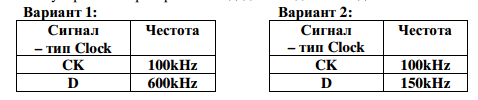 Вариант 1:
Сигнал – тип Clock Честота
CK 100kHz
D 600kHz
Вариант 2:
Сигнал – тип Clock Честота
CK 100kHz
D 150kHz